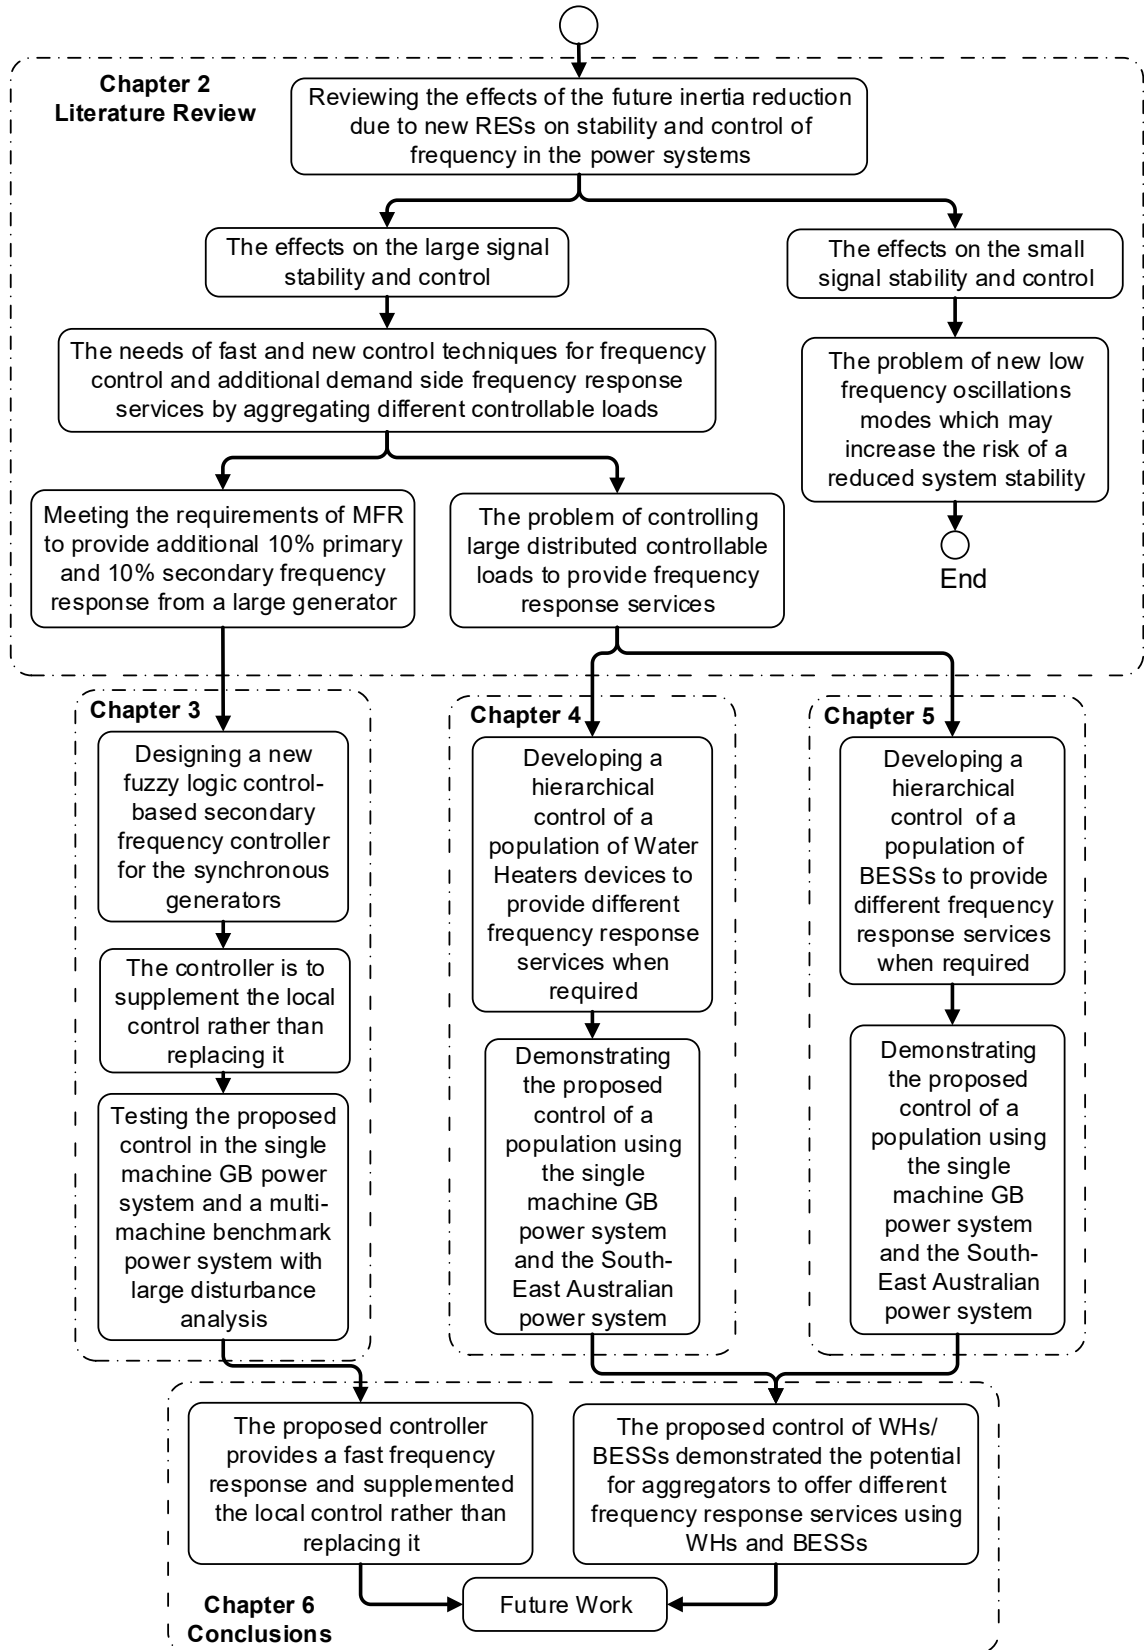 Chapter 2
Literature Review
Reviewing the effects of the future inertia reduction
due to new RESs on stability and control of
frequency in the power systems
The effects on the large signal
stability and control
The effects on the small
signal stability and control
The needs of fast and new control techniques for frequency
control and additional demand side frequency response
services by aggregating different controllable loads
The problem of new low
frequency oscillations
modes which may
increase the risk of a
reduced system stability
End
Meeting the requirements of MFR
to provide additional 10% primary
and 10% secondary frequency
response from a large generator
The problem of controlling
large distributed controllable
loads to provide frequency
response services
Chapter 3
Designing a new
fuzzy logic control-
based secondary
frequency controller
for the synchronous
generators
The controller is to
supplement the local
control rather than
replacing it
Testing the proposed
control in the single
machine GB power
system and a multi-
machine benchmark
power system with
large disturbance
analysis
Chapter 4
Developing a
hierarchical
control of a
population of Water
Heaters devices to
provide different
frequency response
services when
required
Demonstrating
the proposed
control of a
population using
the single
machine GB
power system
and the South-
East Australian
power system
Chapter 5
Developing a
hierarchical
control of a
population of
BESSs to provide
different frequency
response services
when required
Demonstrating
the proposed
control of a
population using
the single
machine GB
power system
and the South-
East Australian
power system
The proposed controller
provides a fast frequency
response and supplemented
the local control rather than
replacing it
The proposed control of WHs/
BESSs demonstrated the potential
for aggregators to offer different
frequency response services using
WHs and BESSs
Chapter 6
Conclusions
Future Work